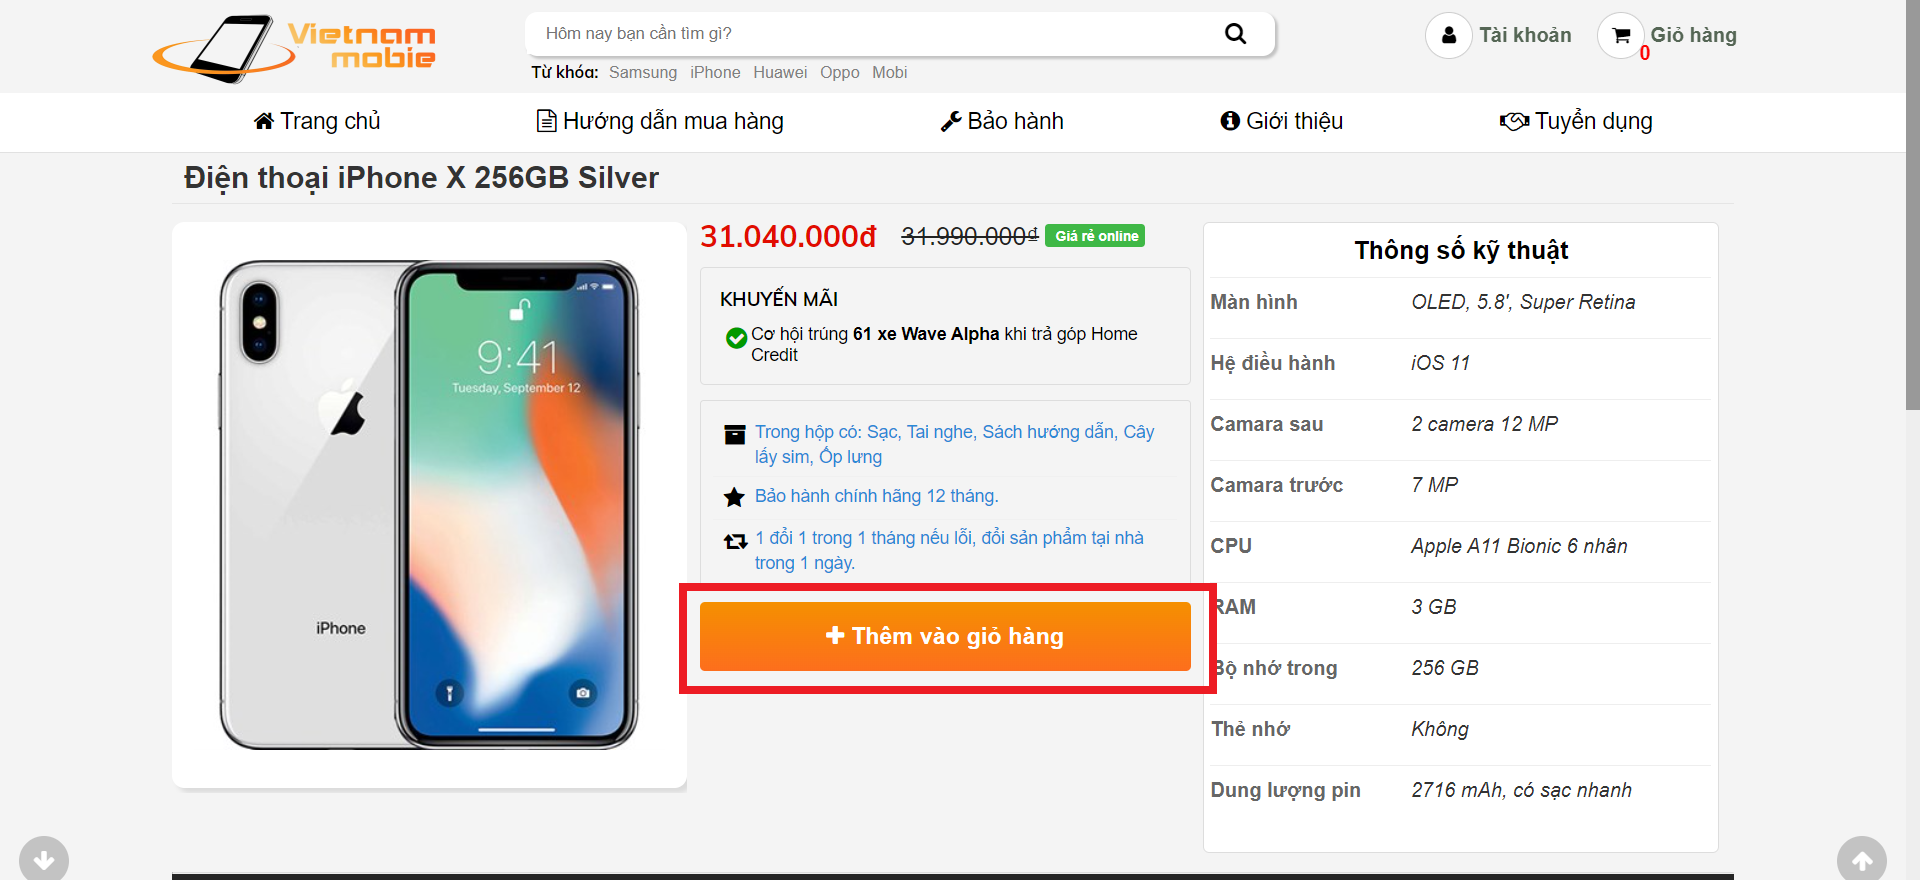 Vietnam
mobie
Hôm nay bạn cần tìm gì?
Từ khóa: Samsung iPhone Huawei Oppo Mobi
Tài khoản
Giỏ hàng
0
Trang chủ
Hướng dẫn mua hàng
Bảo hành
Giới thiệu
Tuyển dụng
Điện thoại iPhone X 256GB Silver
9:41
Tuesday, September 12
iPhone
31.040.000đ 31.990.000₫ Giá rẻ online
KHUYẾN MÃI
Cơ hội trúng 61 xe Wave Alpha khi trả góp Home
Credit
Trong hộp có: Sạc, Tai nghe, Sách hướng dẫn, Cây
lấy sim, Ốp lưng
Bảo hành chính hãng 12 tháng.
1 đổi 1 trong 1 tháng nếu lỗi, đổi sản phẩm tại nhà
trong 1 ngày.
Thêm vào giỏ hàng
Thông số kỹ thuật
Màn hình OLED, 5.8', Super Retina
Hệ điều hành iOS 11
Camara sau 2 camera 12 MP
Camara trước 7 MP
CPU Apple A11 Bionic 6 nhân
RAM 3 GB
Bộ nhớ trong 256 GB
Thẻ nhớ Không
Dung lượng pin 2716 mAh, có sạc nhanh